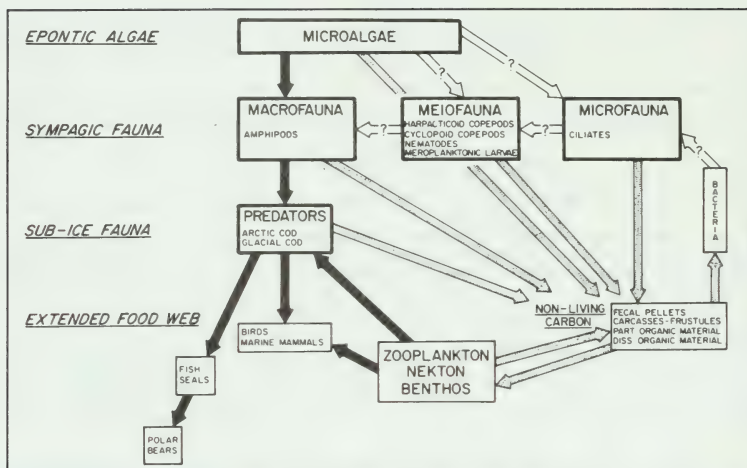 EPONTIC ALGAE
MICROALGAE
?
?
SYMPAGIC FAUNA
MACROFAUNA
AMPHIPODS
?
MEIOFAUNA
HARPACTICOID COPEPODS
CYCLOPOID COPEPODS
NEMATODES
MEROPLANKTONIC LARVAE
?
MICROFAUNA
CILIATES
?
BACTERIA
SUB-ICE FAUNA
PREDATORS
ARCTIC COD
GLACIAL COD
EXTENDED FOOD WEB
NON-LIVING
CARBON
FECAL PELLETS
CARCASSES-FRUSTULES
PART ORGANIC MATERIAL
DISS ORGANIC MATERIAL
BIRDS
MARINE MAMMALS
ZOOPLANKTON
NEKTON
BENTHOS
FISH
SEALS
POLAR
BEARS